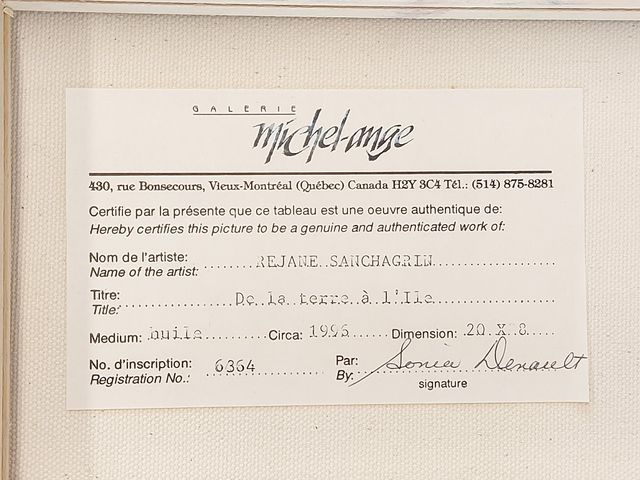 GALERIE
michel-ange
430, rue Bonsecours, Vieux-Montréal (Québec) Canada H2Y 3C4 Tél.: (514) 875-8281
Certifie par la présente que ce tableau est une oeuvre authentique de:
Hereby certifies this picture to be a genuine and authenticated work of:
Nom de l'artiste: REJANE SANCHAGRIN
Name of the artist:
Titre: De la terre à l'Ile
Title:
Medium: huile Circa: 1996 Dimension: 20 X 8
No. d'inscription: 6364 Par: Sonia Denault
Registration No.: By: signature